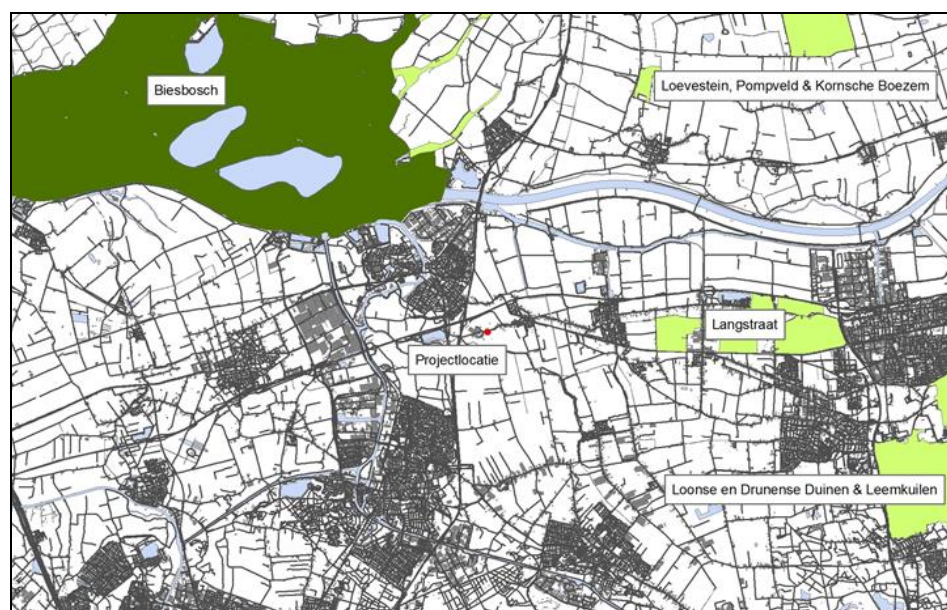 Biesbosch
Loevestein, Pompveld & Kornsche Boezem
Langstraat
Projectlocatie
Loonse en Drunense Duinen & Leemkuilen